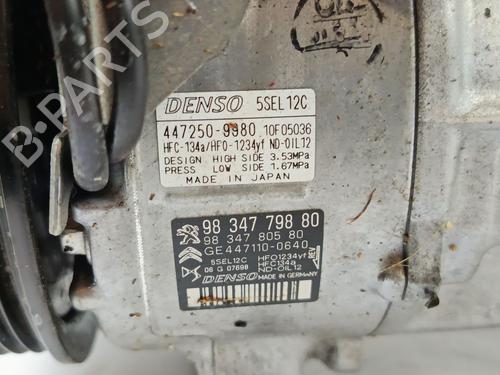 DENSO 5SEL12C
447250-9980 10F05036
HFC-134a/HFO-1234yf ND-OIL12
DESIGN HIGH SIDE 3.53MPa
PRESS LOW SIDE 1.67MPa
MADE IN JAPAN
98 347 798 80
98 347 805 80
GE447110-0640
5SEL12C HFO1234yf
06 G 07698 HFC134a
ND-OIL12
DENSO MADE IN GERMANY